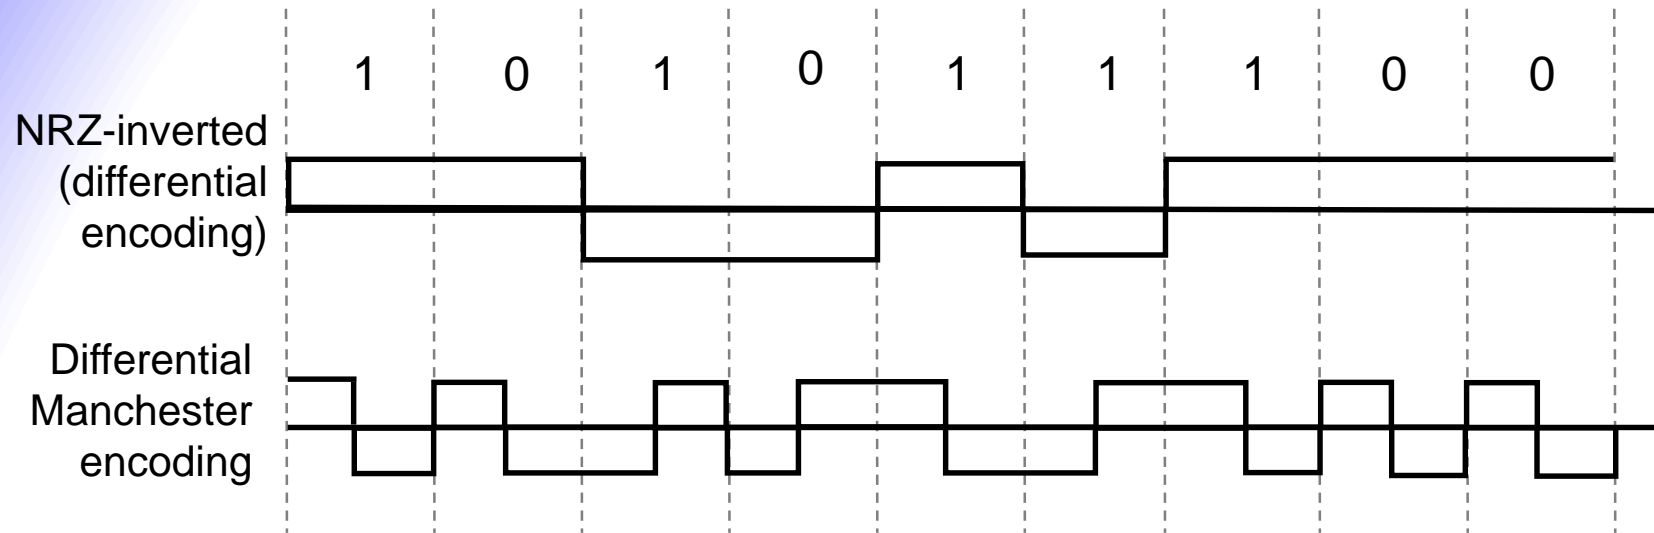 1 0 1 0 1 1 1 0 0
NRZ-inverted
(differential
encoding)
Differential
Manchester
encoding